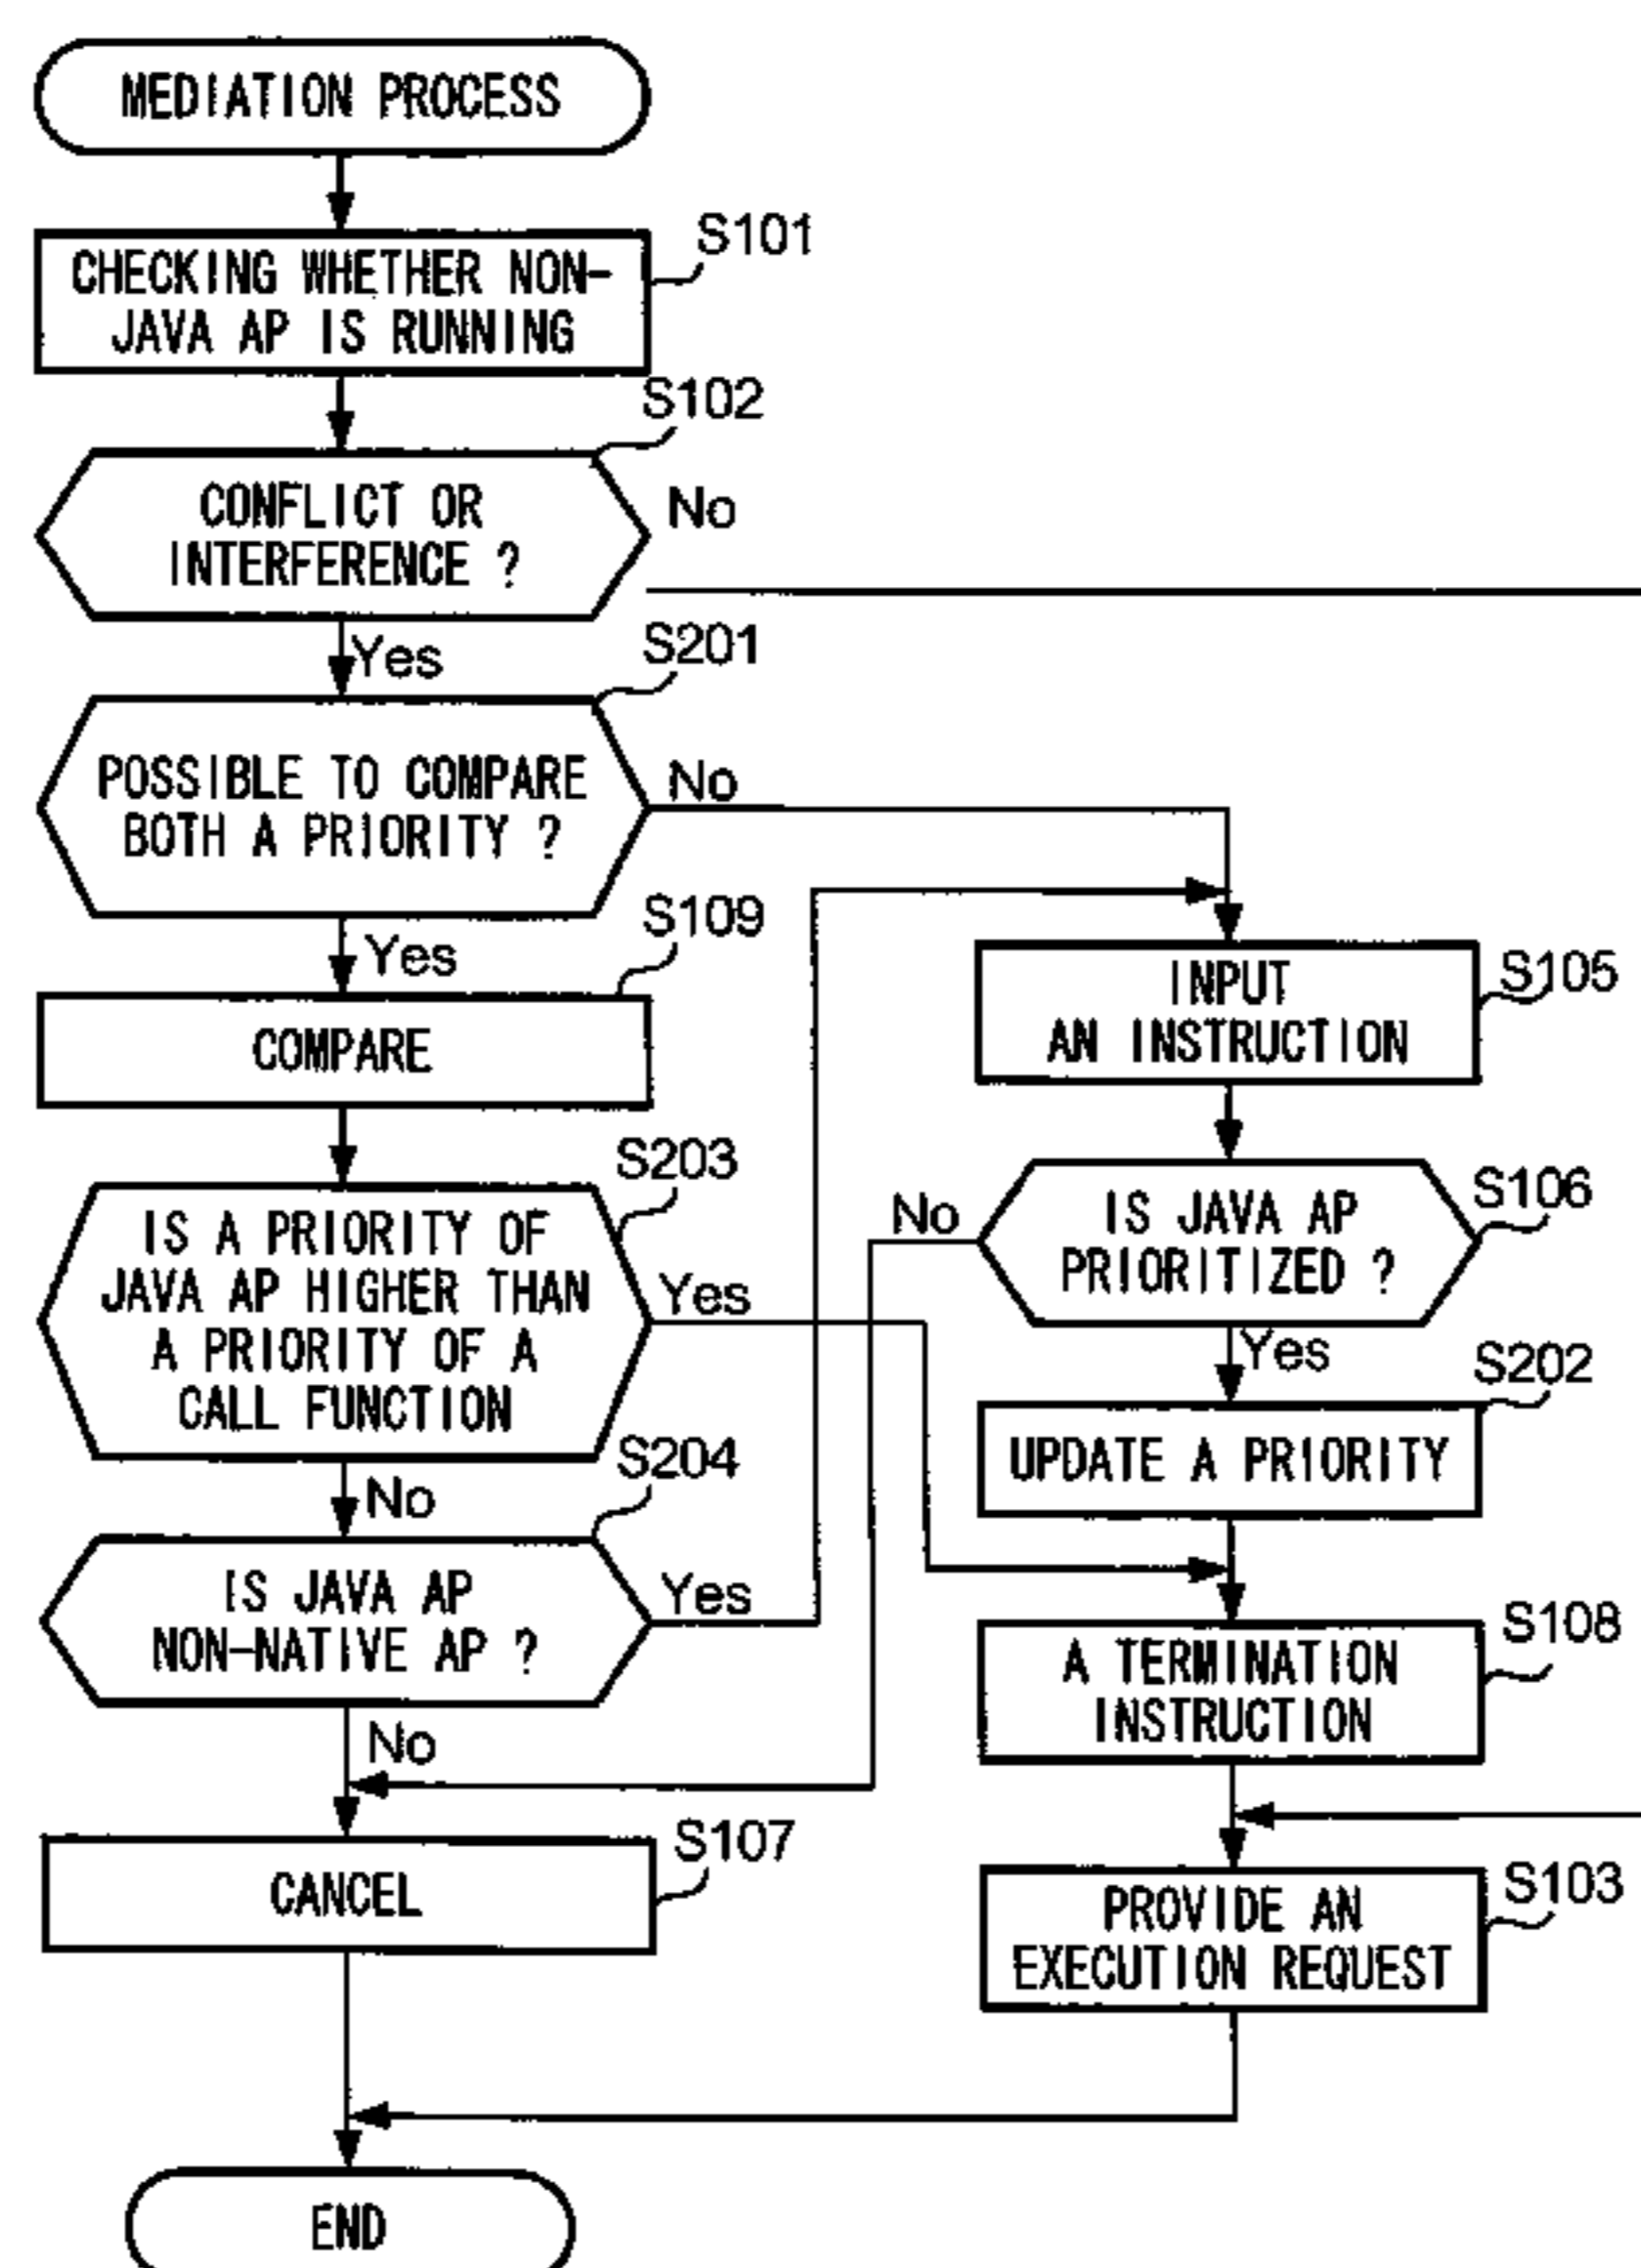 MEDIATION PROCESS
S101
CHECKING WHETHER NON-
JAVA AP IS RUNNING
S102
CONFLICT OR
INTERFERENCE ?
No
Yes
S201
POSSIBLE TO COMPARE
BOTH A PRIORITY ?
No
Yes
S109
COMPARE
S203
IS A PRIORITY OF
JAVA AP HIGHER THAN
A PRIORITY OF A
CALL FUNCTION
Yes
No
S204
IS JAVA AP
NON-NATIVE AP ?
Yes
No
S107
CANCEL
END
S105
INPUT
AN INSTRUCTION
S106
IS JAVA AP
PRIORITIZED ?
No
Yes
S202
UPDATE A PRIORITY
S108
A TERMINATION
INSTRUCTION
S103
PROVIDE AN
EXECUTION REQUEST